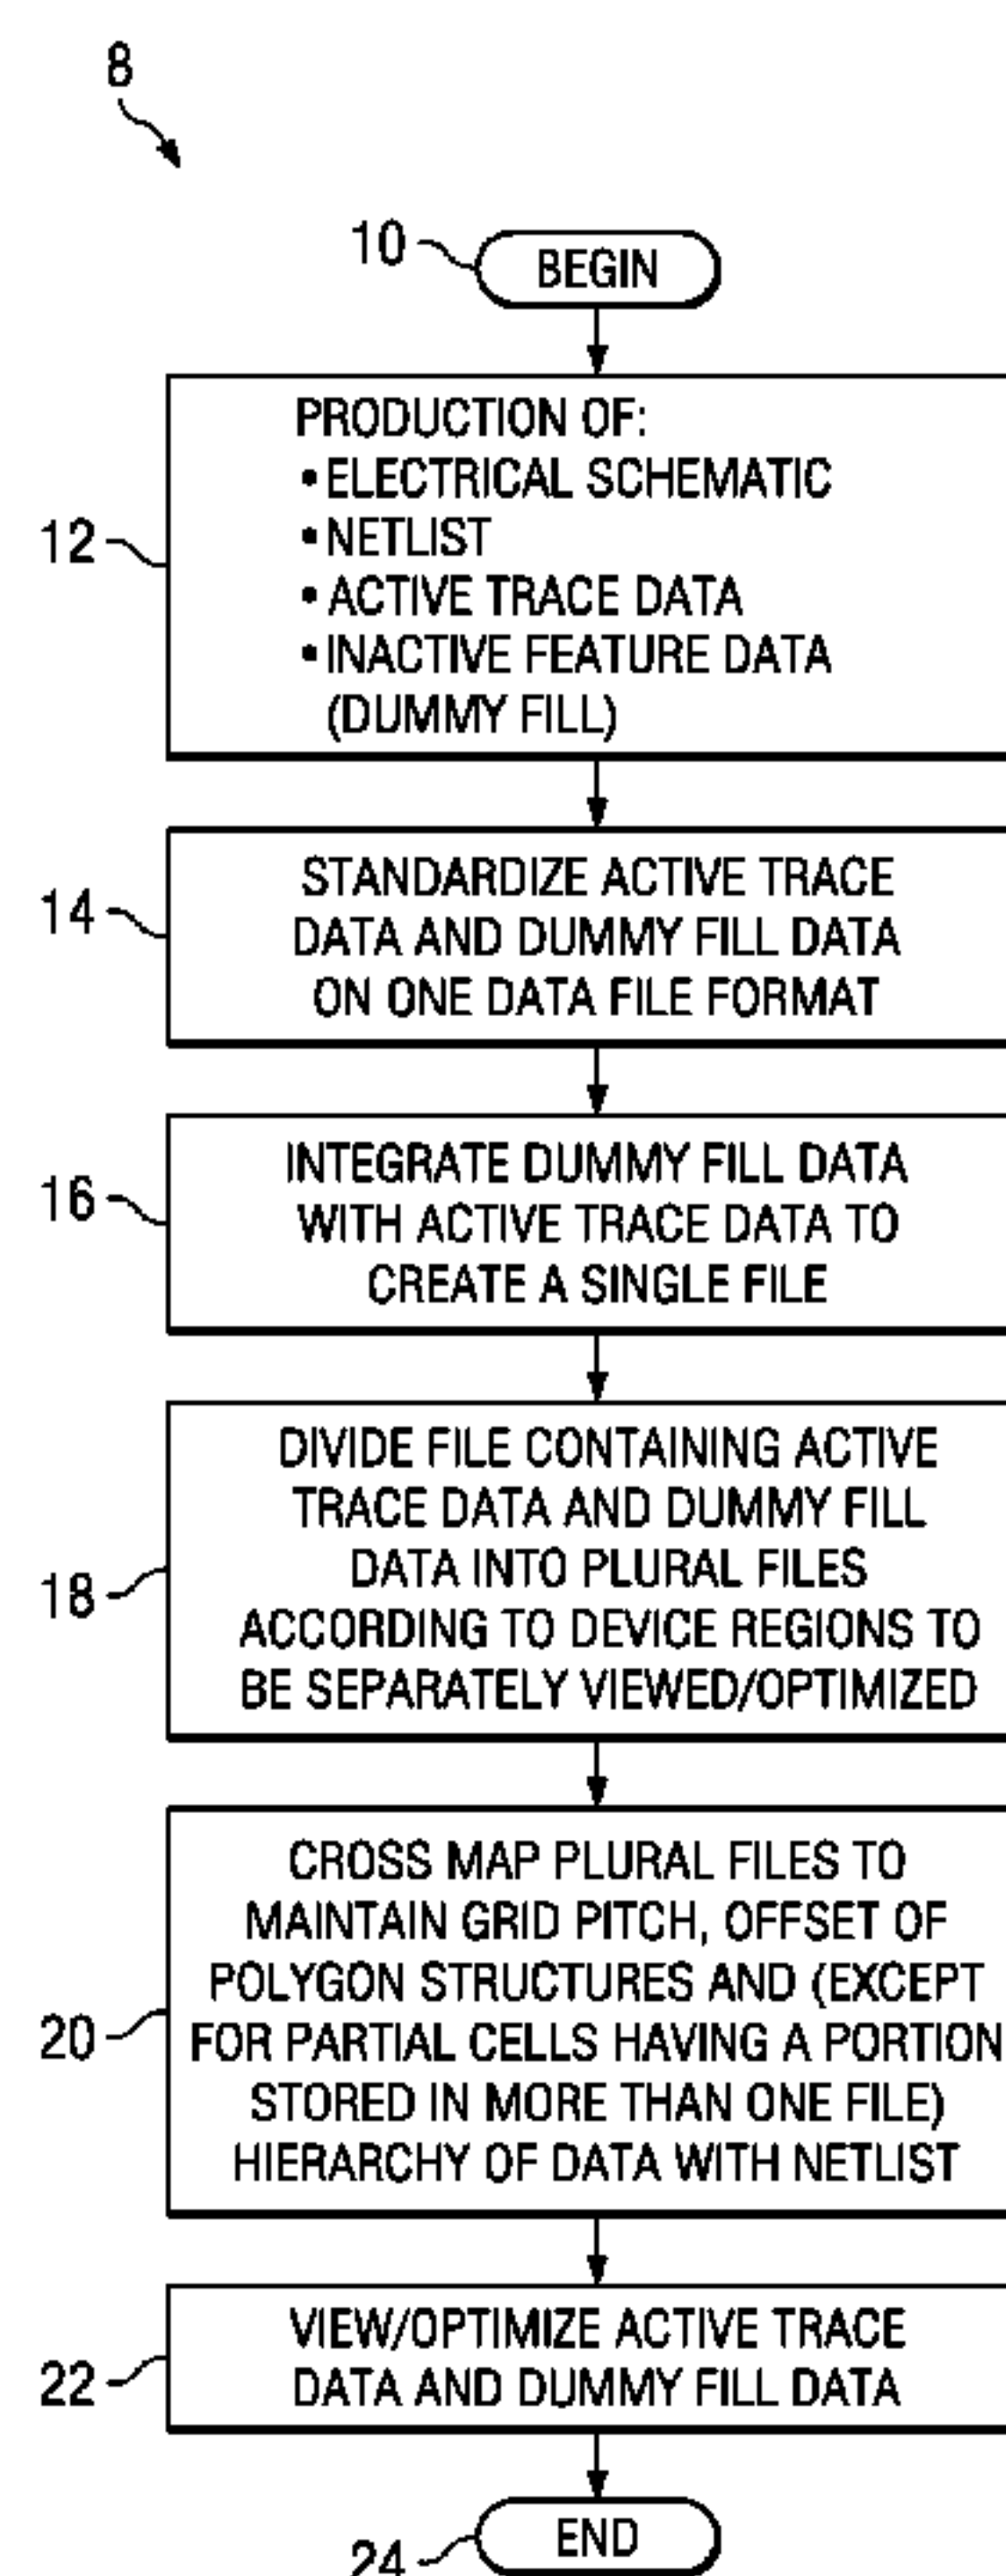 8
10
BEGIN
12
PRODUCTION OF:
• ELECTRICAL SCHEMATIC
• NETLIST
• ACTIVE TRACE DATA
• INACTIVE FEATURE DATA
(DUMMY FILL)
14
STANDARDIZE ACTIVE TRACE
DATA AND DUMMY FILL DATA
ON ONE DATA FILE FORMAT
16
INTEGRATE DUMMY FILL DATA
WITH ACTIVE TRACE DATA TO
CREATE A SINGLE FILE
18
DIVIDE FILE CONTAINING ACTIVE
TRACE DATA AND DUMMY FILL
DATA INTO PLURAL FILES
ACCORDING TO DEVICE REGIONS TO
BE SEPARATELY VIEWED/OPTIMIZED
20
CROSS MAP PLURAL FILES TO
MAINTAIN GRID PITCH, OFFSET OF
POLYGON STRUCTURES AND (EXCEPT
FOR PARTIAL CELLS HAVING A PORTION
STORED IN MORE THAN ONE FILE)
HIERARCHY OF DATA WITH NETLIST
22
VIEW/OPTIMIZE ACTIVE TRACE
DATA AND DUMMY FILL DATA
24
END